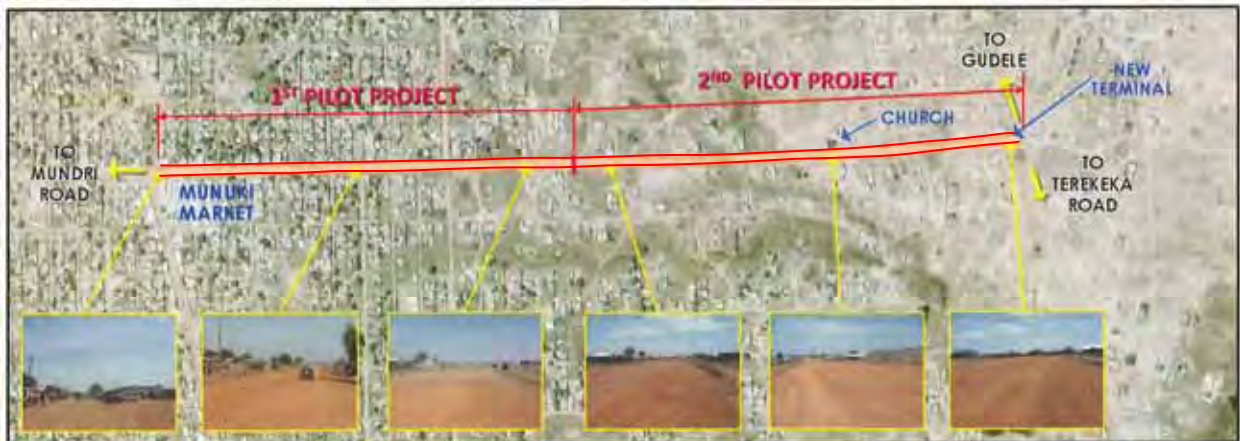 TO
MUNDRI
ROAD
1ST PILOT PROJECT
MUNUKI
MARKET
2ND PILOT PROJECT
CHURCH
TO
GUDELE
NEW
TERMINAL
TO
TEREKEKA
ROAD